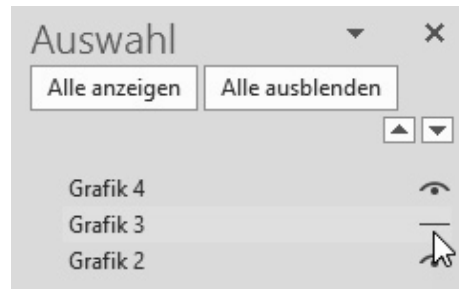 Auswahl
Alle anzeigen Alle ausblenden
Grafik 4
Grafik 3
Grafik 2